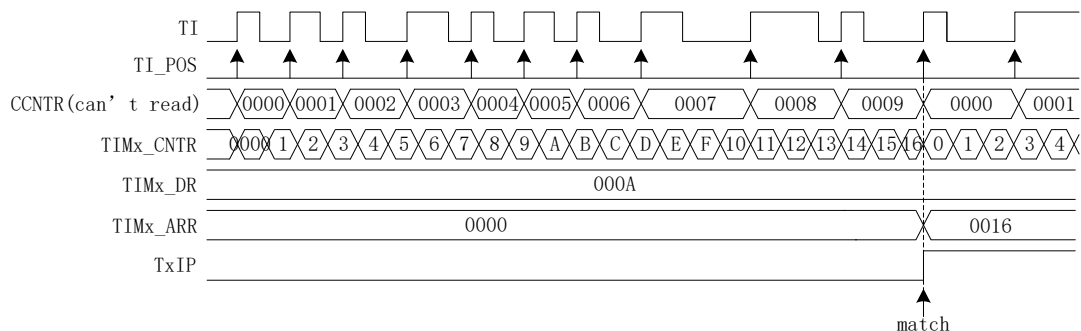 TI
TI_POS
CCNTR(can't read) 0000 0001 0002 0003 0004 0005 0006 0007 0008 0009 0000 0001
TIMx_CNTR 0000 1 2 3 4 5 6 7 8 9 A B C D E F 10 11 12 13 14 15 16 0 1 2 3 4
TIMx_DR 000A
TIMx_ARR 0000 0016
TxIP
match